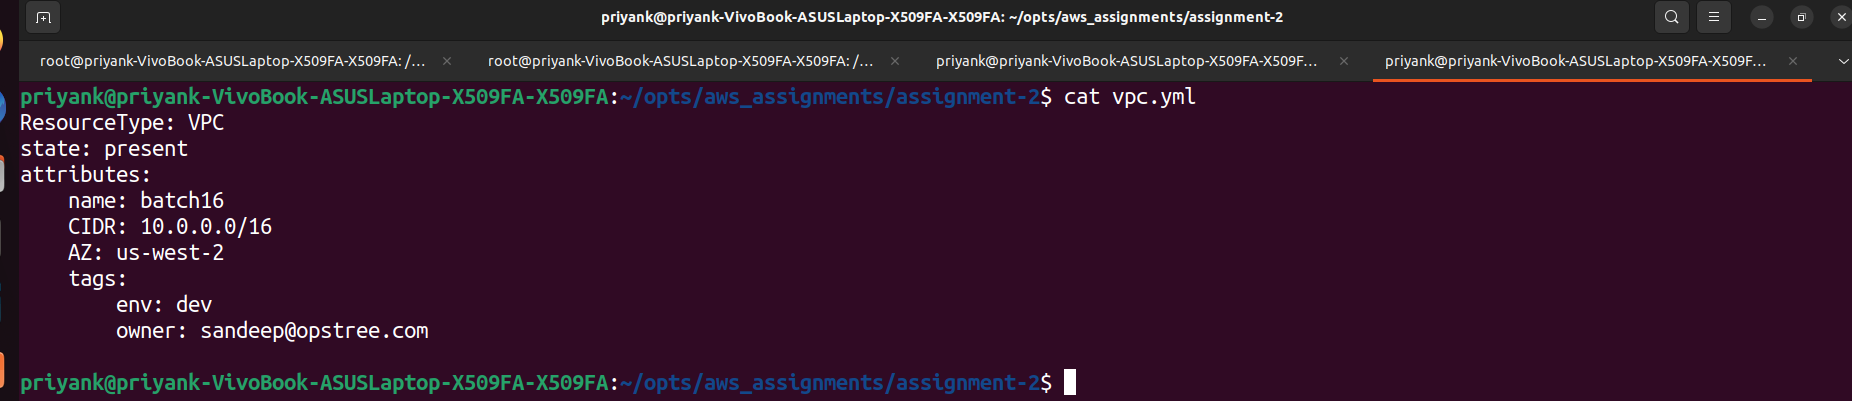 priyank@priyank-VivoBook-ASUSLaptop-X509FA-X509FA: ~/opts/aws_assignments/assignment-2
root@priyank-VivoBook-ASUSLaptop-X509FA-X509FA: /... × root@priyank-VivoBook-ASUSLaptop-X509FA-X509FA: /... × priyank@priyank-VivoBook-ASUSLaptop-X509FA-X509F... × priyank@priyank-VivoBook-ASUSLaptop-X509FA-X509F... ×
priyank@priyank-VivoBook-ASUSLaptop-X509FA-X509FA:~/opts/aws_assignments/assignment-2$ cat vpc.yml
ResourceType: VPC
state: present
attributes:
    name: batch16
    CIDR: 10.0.0.0/16
    AZ: us-west-2
    tags:
        env: dev
        owner: sandeep@opstree.com
priyank@priyank-VivoBook-ASUSLaptop-X509FA-X509FA:~/opts/aws_assignments/assignment-2$